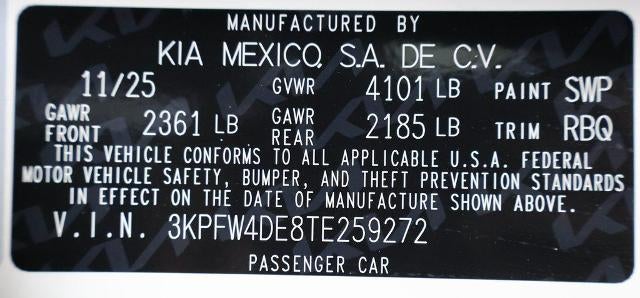 MANUFACTURED BY
KIA MEXICO, S.A. DE C.V.
11/25 GVWR 4101 LB PAINT SWP
GAWR FRONT 2361 LB GAWR REAR 2185 LB TRIM RBQ
THIS VEHICLE CONFORMS TO ALL APPLICABLE U.S.A. FEDERAL
MOTOR VEHICLE SAFETY, BUMPER, AND THEFT PREVENTION STANDARDS
IN EFFECT ON THE DATE OF MANUFACTURE SHOWN ABOVE.
V.I.N. 3KPFW4DE8TE259272
PASSENGER CAR